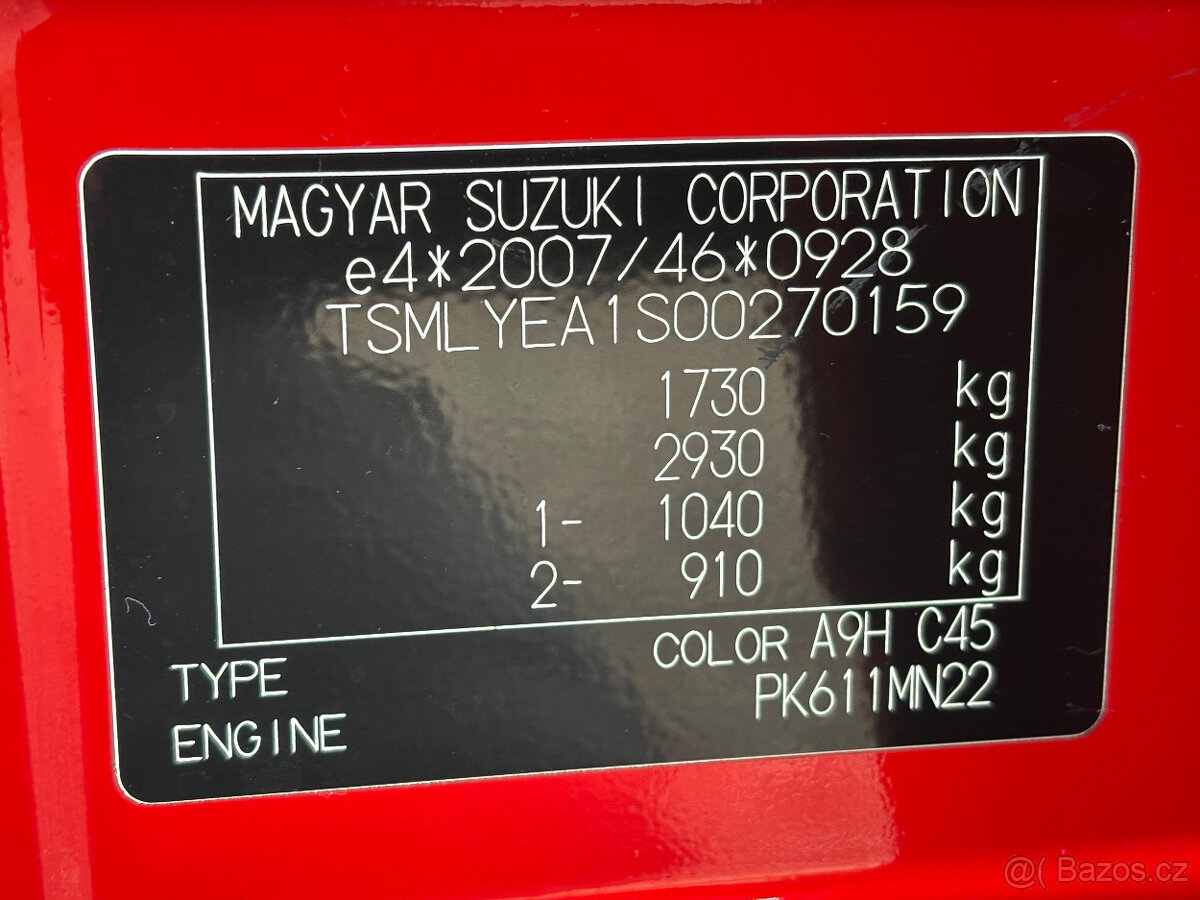 MAGYAR SUZUKI CORPORATION
e4*2007/46*0928
TSMLYEA1S00270159
1730 kg
2930 kg
1- 1040 kg
2- 910 kg
COLOR A9H C45
TYPE PK611MN22
ENGINE
@( Bazos.cz